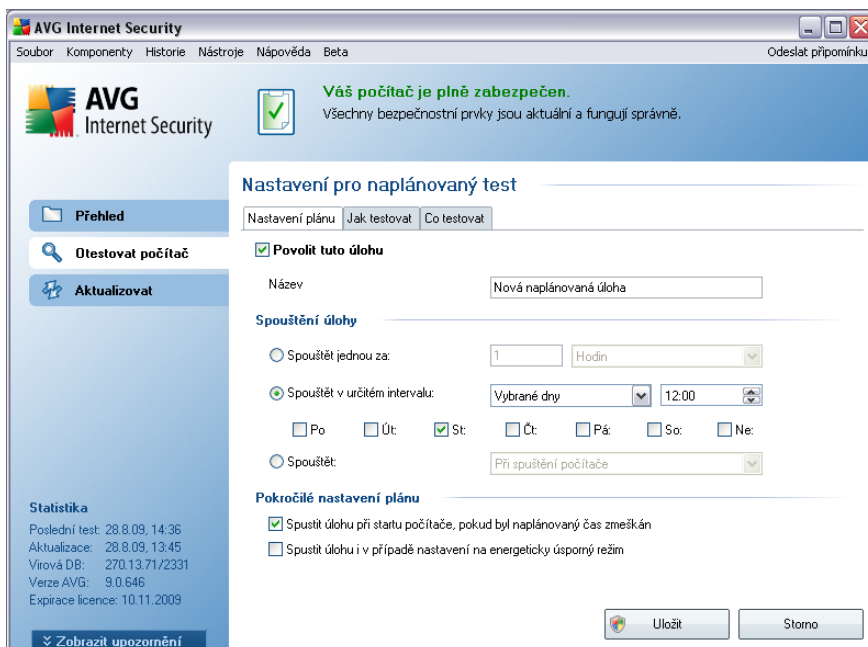 AVG Internet Security
Soubor Komponenty Historie Nástroje Nápověda Beta Odeslat připomínku
AVG
Internet Security
Váš počítač je plně zabezpečen.
Všechny bezpečnostní prvky jsou aktuální a fungují správně.
Přehled
Otestovat počítač
Aktualizovat
Nastavení pro naplánovaný test
Nastavení plánu Jak testovat Co testovat
Povolit tuto úlohu
Název Nová naplánovaná úloha
Spouštění úlohy
Spouštět jednou za: 1 Hodin
Spouštět v určitém intervalu: Vybrané dny 12:00
Po Út: St: Čt: Pá: So: Ne:
Spouštět: Při spuštění počítače
Pokročilé nastavení plánu
Spustit úlohu při startu počítače, pokud byl naplánovaný čas zmeškán
Spustit úlohu i v případě nastavení na energeticky úsporný režim
Statistika
Poslední test: 28.8.09, 14:36
Aktualizace: 28.8.09, 13:45
Virová DB: 270.13.71/2331
Verze AVG: 9.0.646
Expirace licence: 10.11.2009
Zobrazit upozornění
Uložit Storno